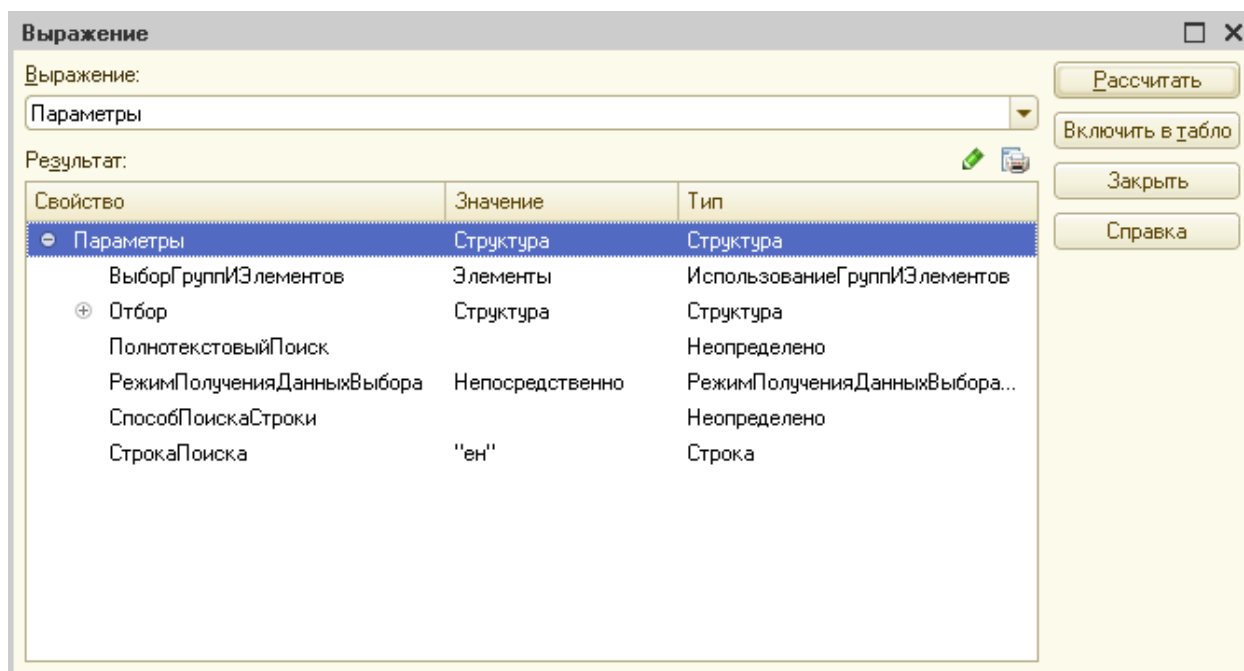 Выражение
Выражение:
Параметры
Рассчитать
Включить в табло
Результат:
Закрыть
Справка
Свойство Значение Тип
Параметры Структура Структура
ВыборГруппИЭлементов Элементы ИспользованиеГруппИЭлементов
Отбор Структура Структура
ПолнотекстовыйПоиск Неопределено
РежимПолученияДанныхВыбора Непосредственно РежимПолученияДанныхВыбора...
СпособПоискаСтроки Неопределено
СтрокаПоиска "ен" Строка